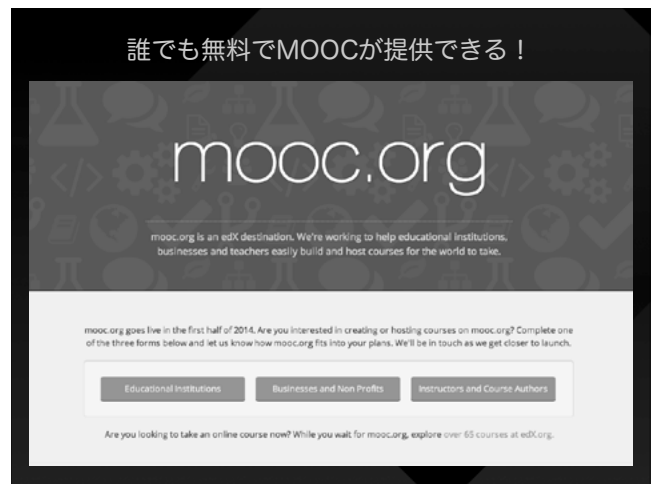 誰でも無料でMOOCが提供できる！
mooc.org
mooc.org is an edX destination. We're working to help educational institutions,
businesses and teachers easily build and host courses for the world to take.
mooc.org goes live in the first half of 2014. Are you interested in creating or hosting courses on mooc.org? Complete one
of the three forms below and let us know how mooc.org fits into your plans. We'll be in touch as we get closer to launch.
Educational Institutions
Businesses and Non Profits
Instructors and Course Authors
Are you looking to take an online course now? While you wait for mooc.org, explore over 65 courses at edX.org.